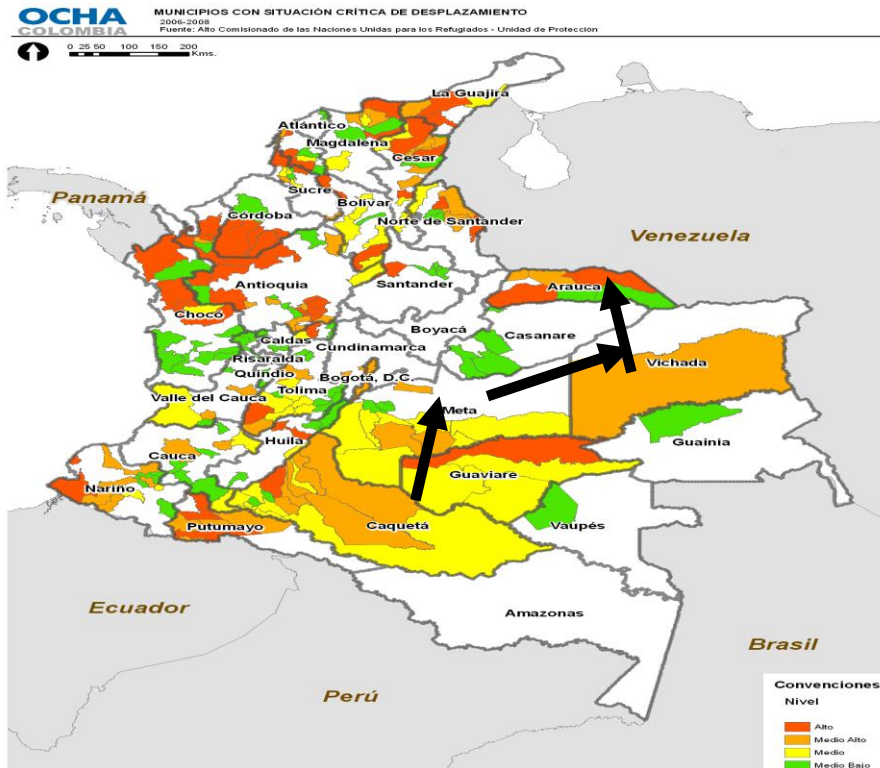 OCHA
COLOMBIA
MUNICIPIOS CON SITUACIÓN CRÍTICA DE DESPLAZAMIENTO
2006-2008
Fuente: Alto Comisionado de las Naciones Unidas para los Refugiados - Unidad de Protección
0 25 50 100 150 200
Kms.
La Guajira
Atlántico
Magdalena
Cesar
Sucre
Bolívar
Panamá
Córdoba
Norte de Santander
Venezuela
Antioquia
Santander
Arauca
Chocó
Boyacá
Casanare
Caldas
Cundinamarca
Risaralda
Vichada
Quindío
Bogotá, D.C.
Tolima
Valle del Cauca
Meta
Guainía
Huila
Cauca
Guaviare
Nariño
Putumayo
Caquetá
Vaupés
Amazonas
Ecuador
Brasil
Perú
Convenciones
Nivel
Alto
Medio Alto
Medio
Medio Bajo